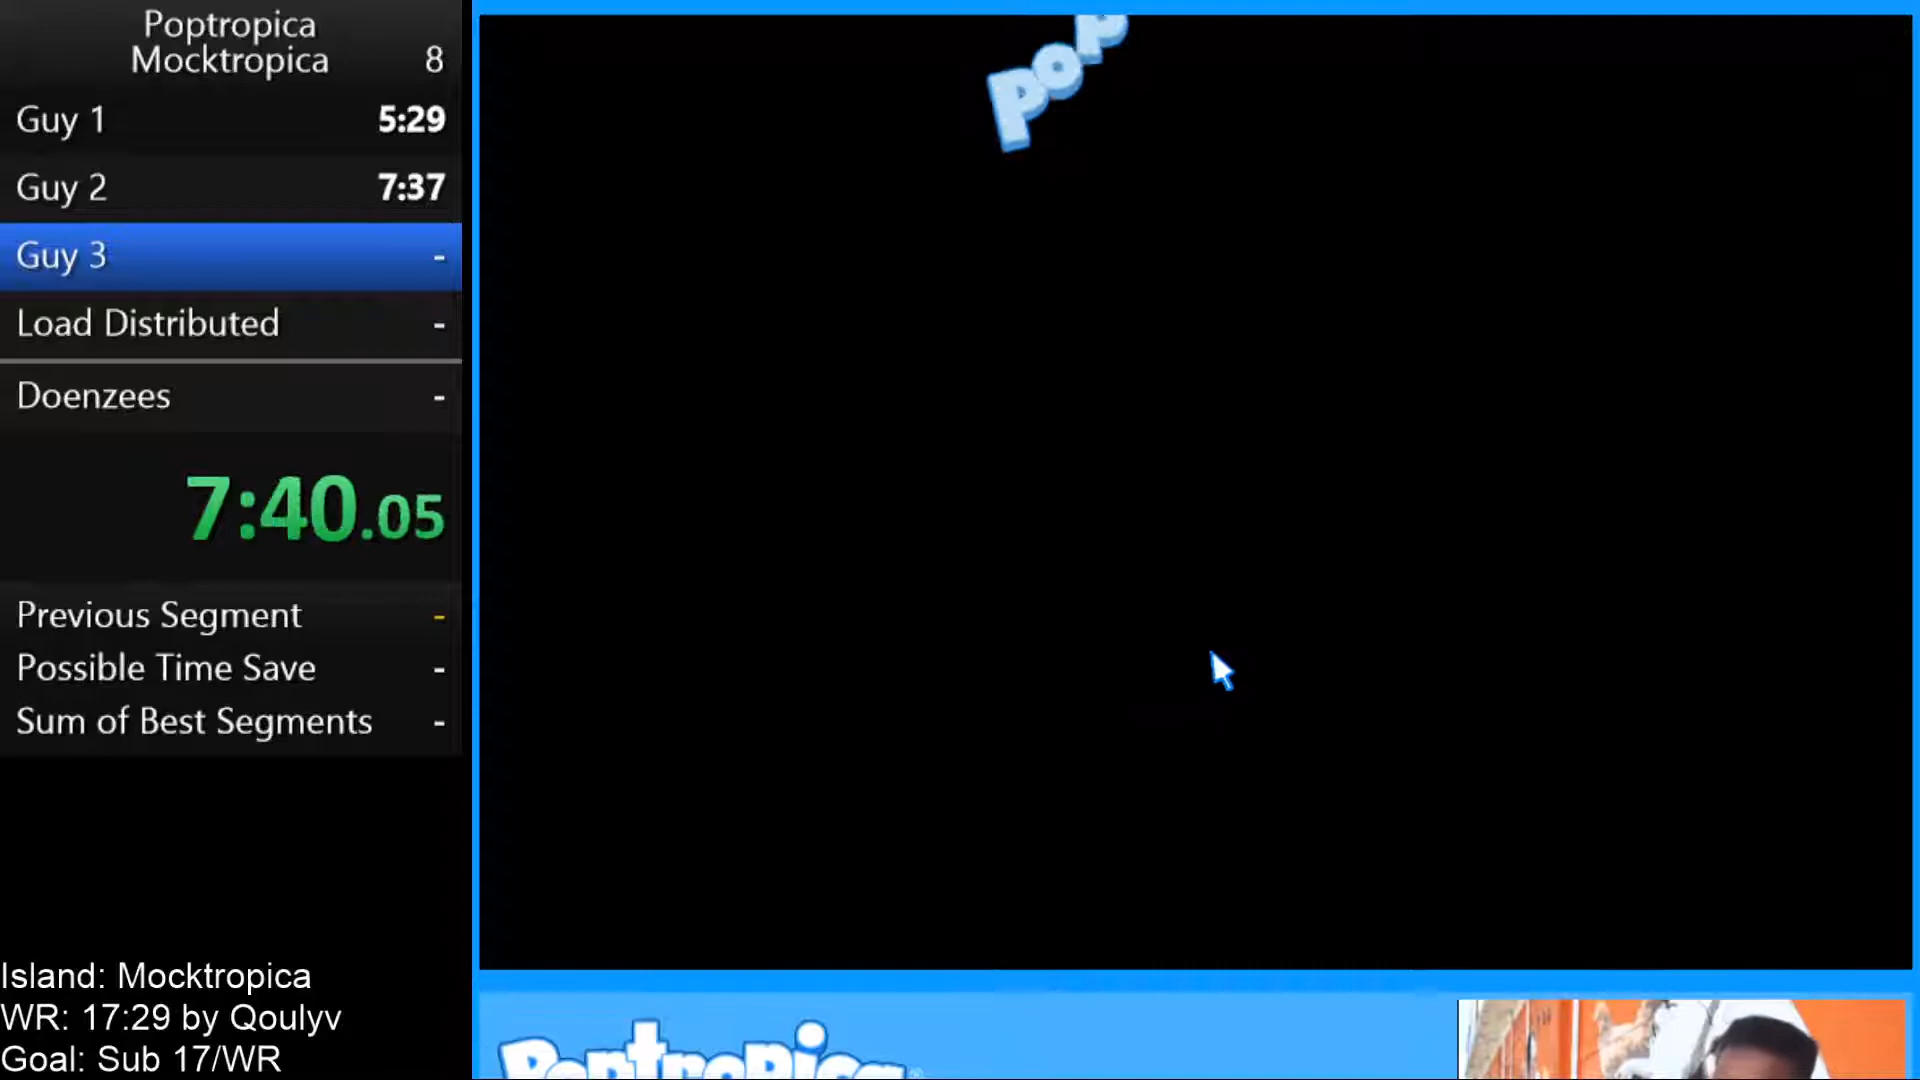 Poptropica
Mocktropica 8
Guy 1 5:29
Guy 2 7:37
Guy 3 -
Load Distributed -
Doenzees -
7:40.05
Previous Segment -
Possible Time Save -
Sum of Best Segments -
Island: Mocktropica
WR: 17:29 by Qoulyv
Goal: Sub 17/WR
POP
Poptropica